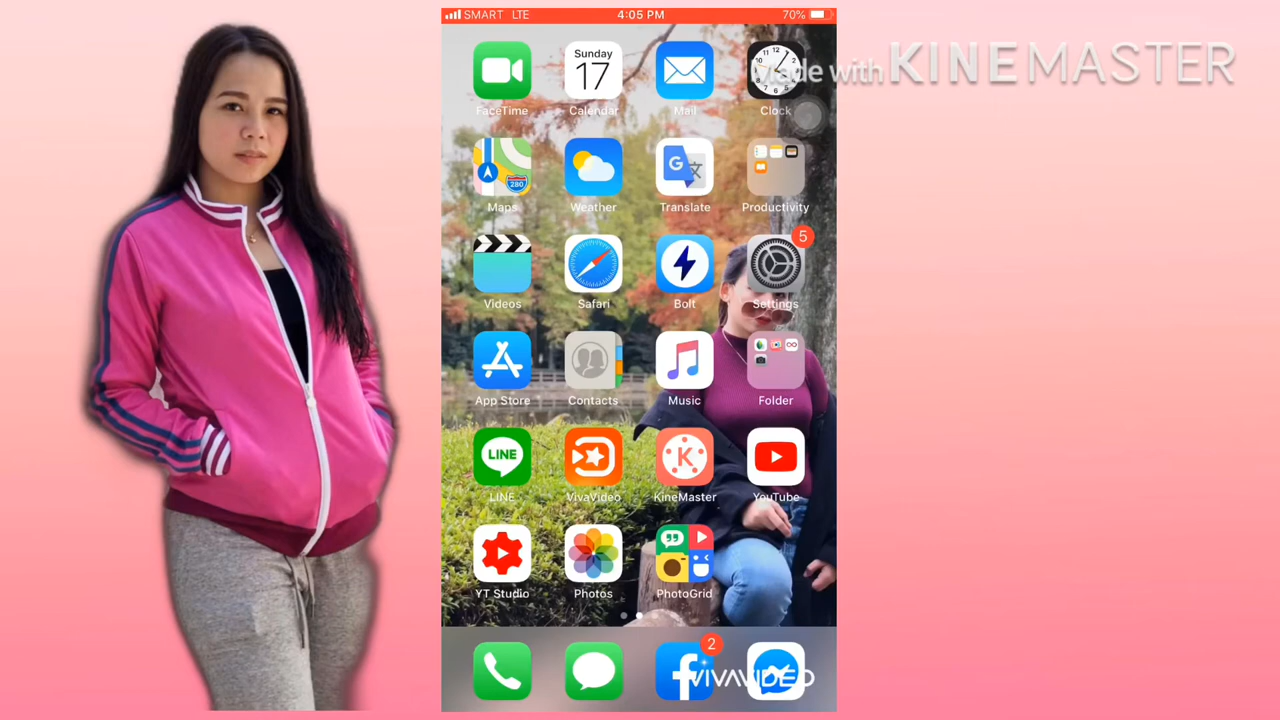 SMART LTE 4:05 PM 70%
Made with KINEMASTER
Sunday
17
FaceTime Calendar Mail Clock
280
G
Maps Weather Translate Productivity
5
Videos Safari Bolt Settings
App Store Contacts Music Folder
LINE
K
LINE VivaVideo KineMaster YouTube
YT Studio Photos PhotoGrid
2
f
VIVAVIDEO